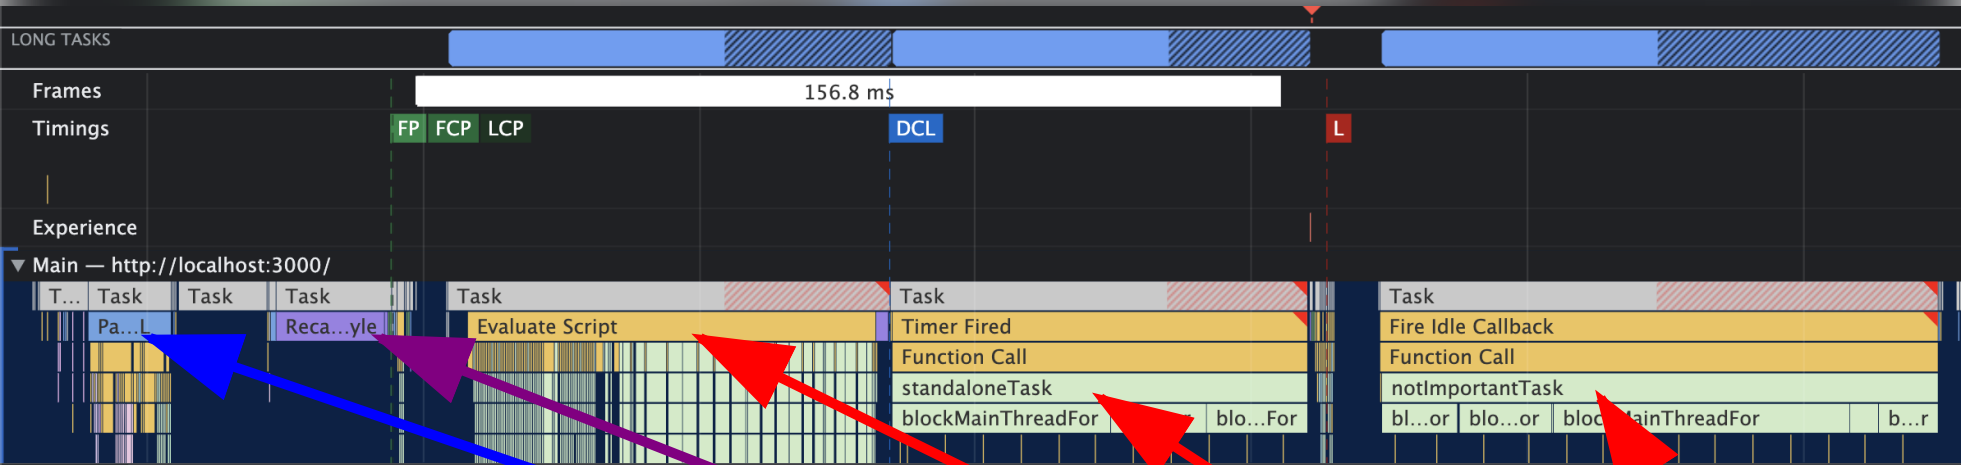 LONG TASKS
Frames
156.8 ms
Timings
FP FCP LCP DCL L
Experience
▼ Main — http://localhost:3000/
T... Task Task Task Task Task Task
Pa...L Reca...yle Evaluate Script Timer Fired Fire Idle Callback
Function Call Function Call
standaloneTask notImportantTask
blockMainThreadFor blo...For bl...or blo...or blockMainThreadFor b...r